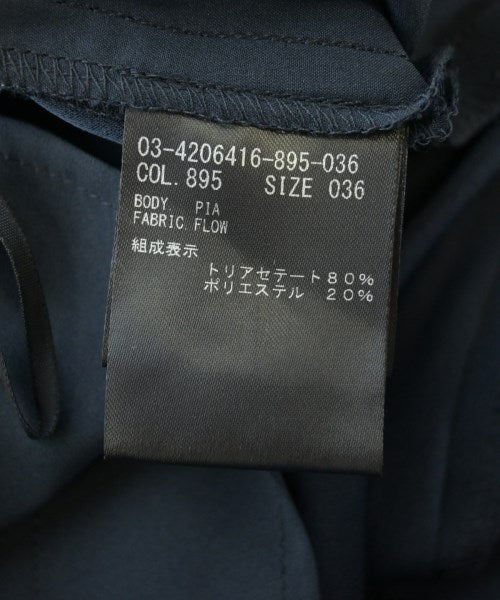 03-4206416-895-036
COL. 895 SIZE 036
BODY. PIA
FABRIC. FLOW
組成表示
トリアセテート80%
ポリエステル 20%